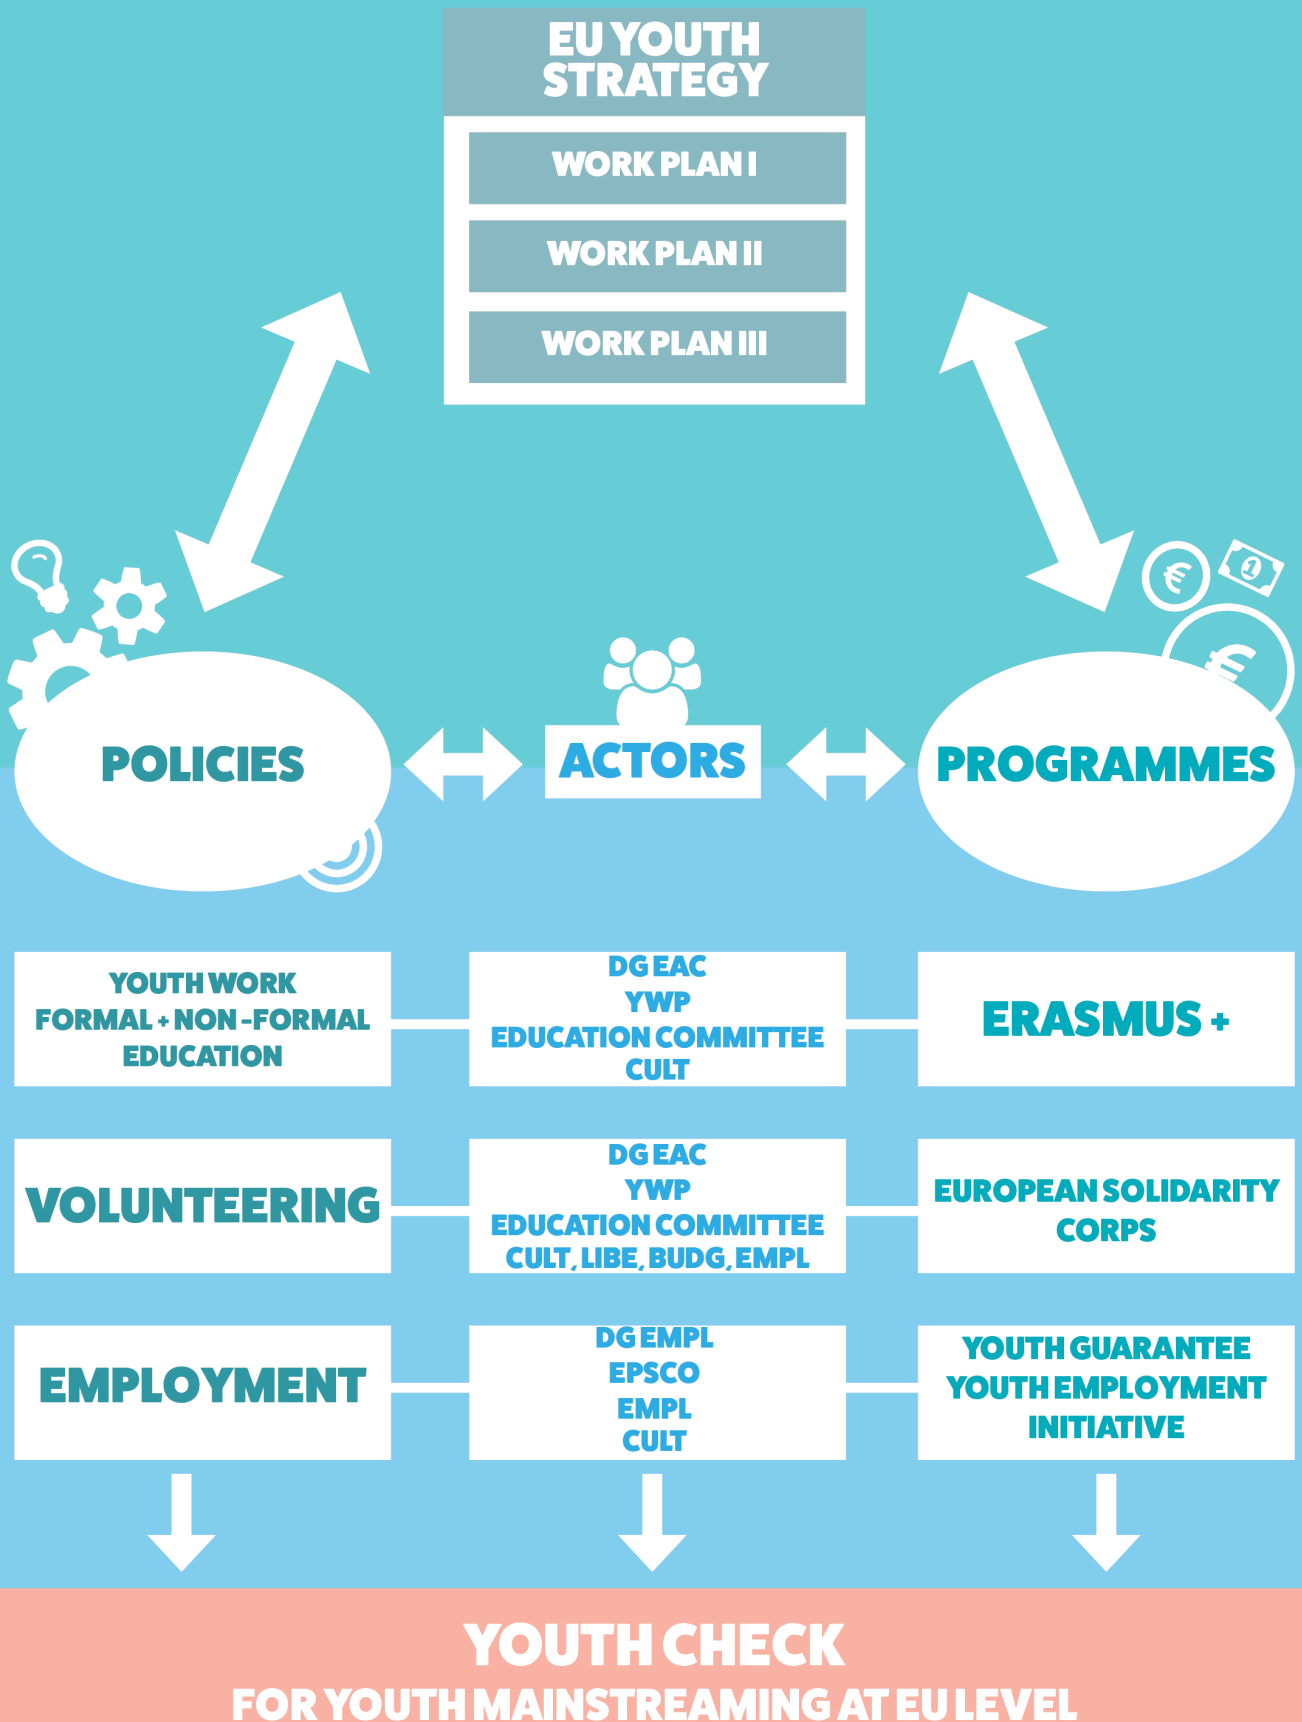 EU YOUTH
STRATEGY
WORK PLAN I
WORK PLAN II
WORK PLAN III
€
1
€
POLICIES
ACTORS
PROGRAMMES
YOUTH WORK
FORMAL + NON -FORMAL
EDUCATION
DG EAC
YWP
EDUCATION COMMITTEE
CULT
ERASMUS +
VOLUNTEERING
DG EAC
YWP
EDUCATION COMMITTEE
CULT, LIBE, BUDG, EMPL
EUROPEAN SOLIDARITY
CORPS
EMPLOYMENT
DG EMPL
EPSCO
EMPL
CULT
YOUTH GUARANTEE
YOUTH EMPLOYMENT
INITIATIVE
YOUTH CHECK
FOR YOUTH MAINSTREAMING AT EU LEVEL